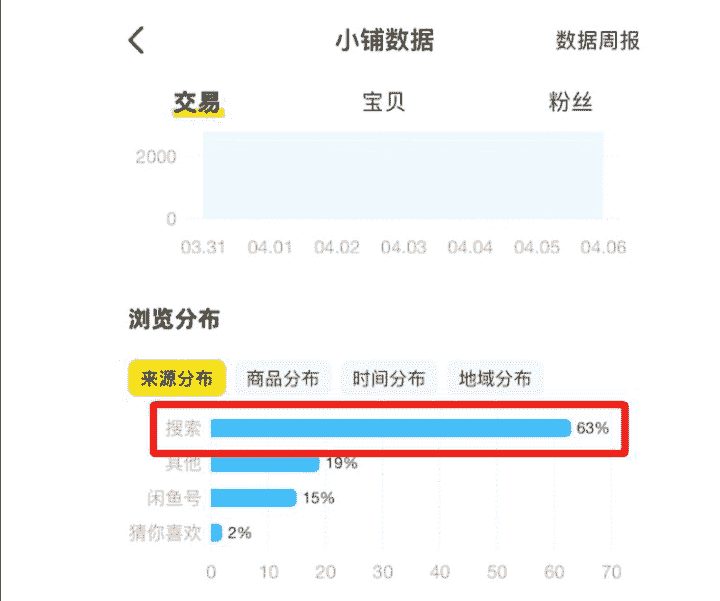 小铺数据 数据周报
交易 宝贝 粉丝
2000
0
03.31 04.01 04.02 04.03 04.04 04.05 04.06
浏览分布
来源分布 商品分布 时间分布 地域分布
搜索 63%
其他 19%
闲鱼号 15%
猜你喜欢 2%
0 10 20 30 40 50 60 70